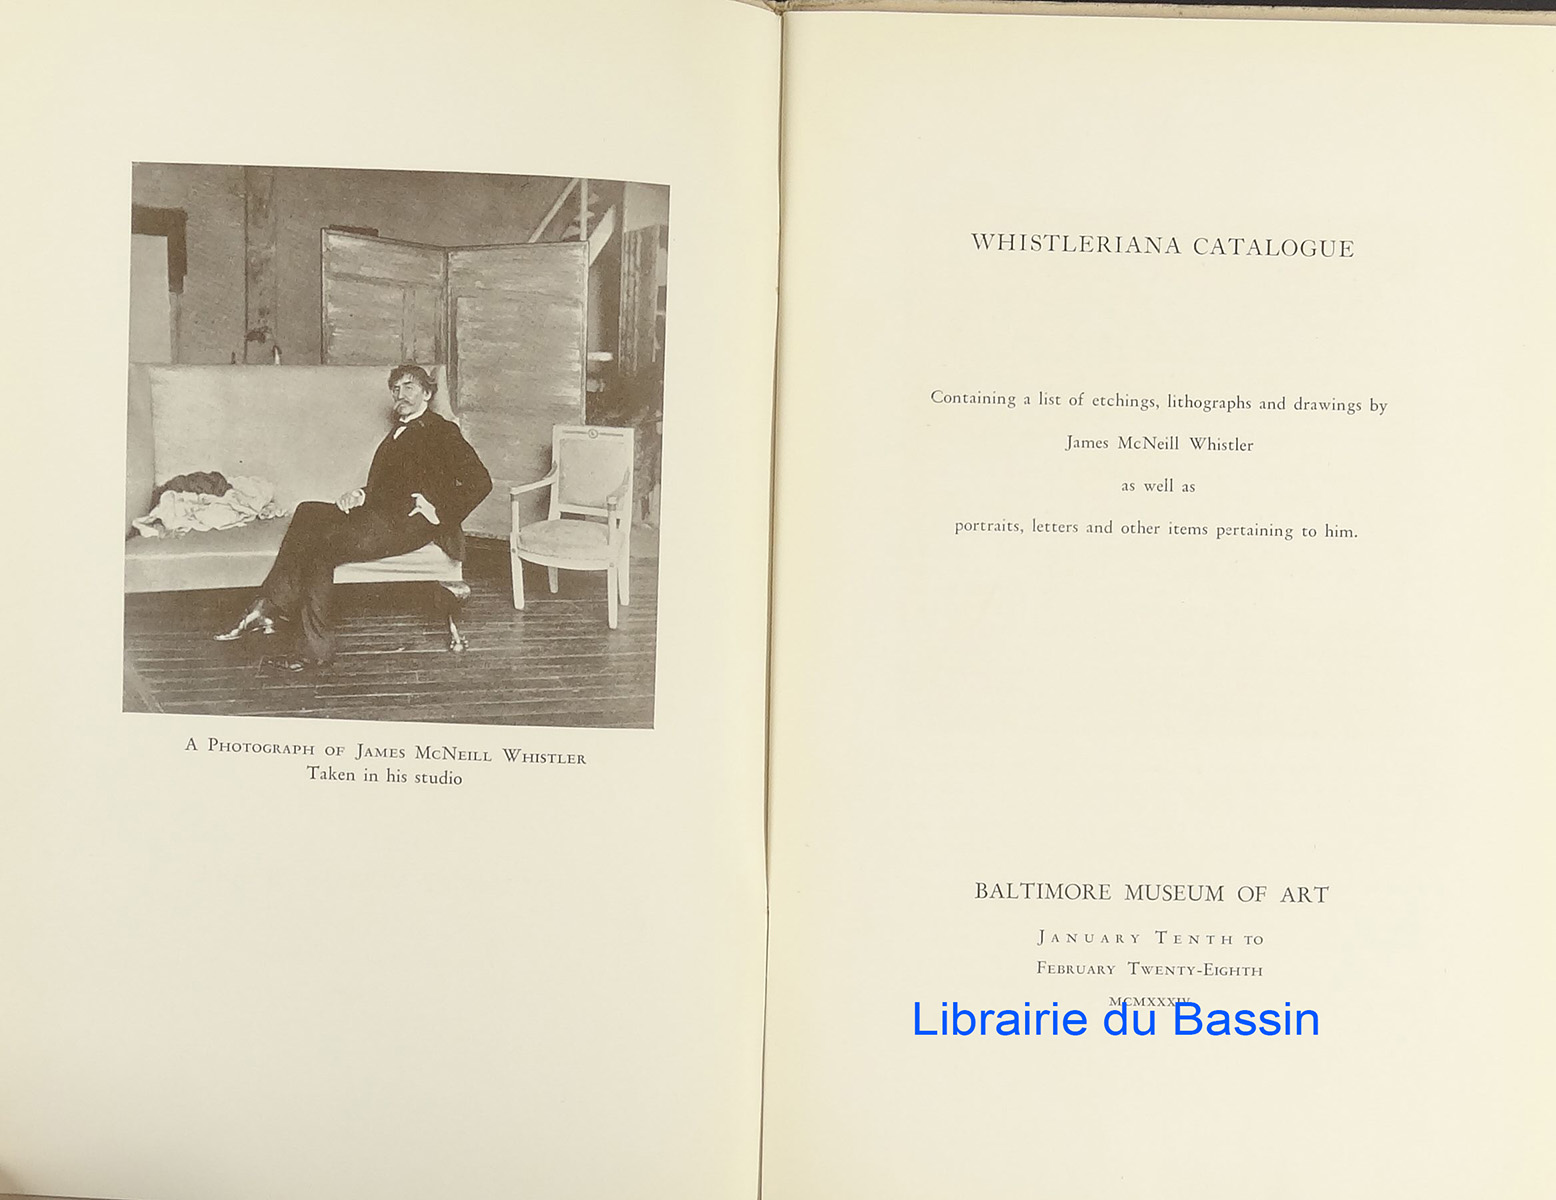 A PHOTOGRAPH OF JAMES MCNEILL WHISTLER
Taken in his studio
WHISTLERIANA CATALOGUE
Containing a list of etchings, lithographs and drawings by
James McNeill Whistler
as well as
portraits, letters and other items pertaining to him.
BALTIMORE MUSEUM OF ART
JANUARY TENTH TO
FEBRUARY TWENTY-EIGHTH
MCMXXXIV
Librairie du Bassin